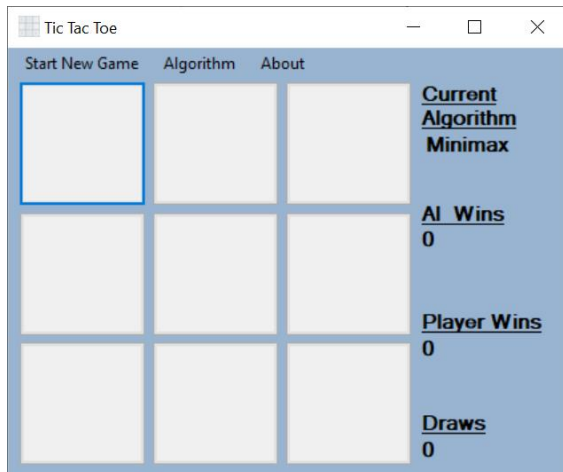 Tic Tac Toe
Start New Game Algorithm About
Current
Algorithm
Minimax
AI Wins
0
Player Wins
0
Draws
0